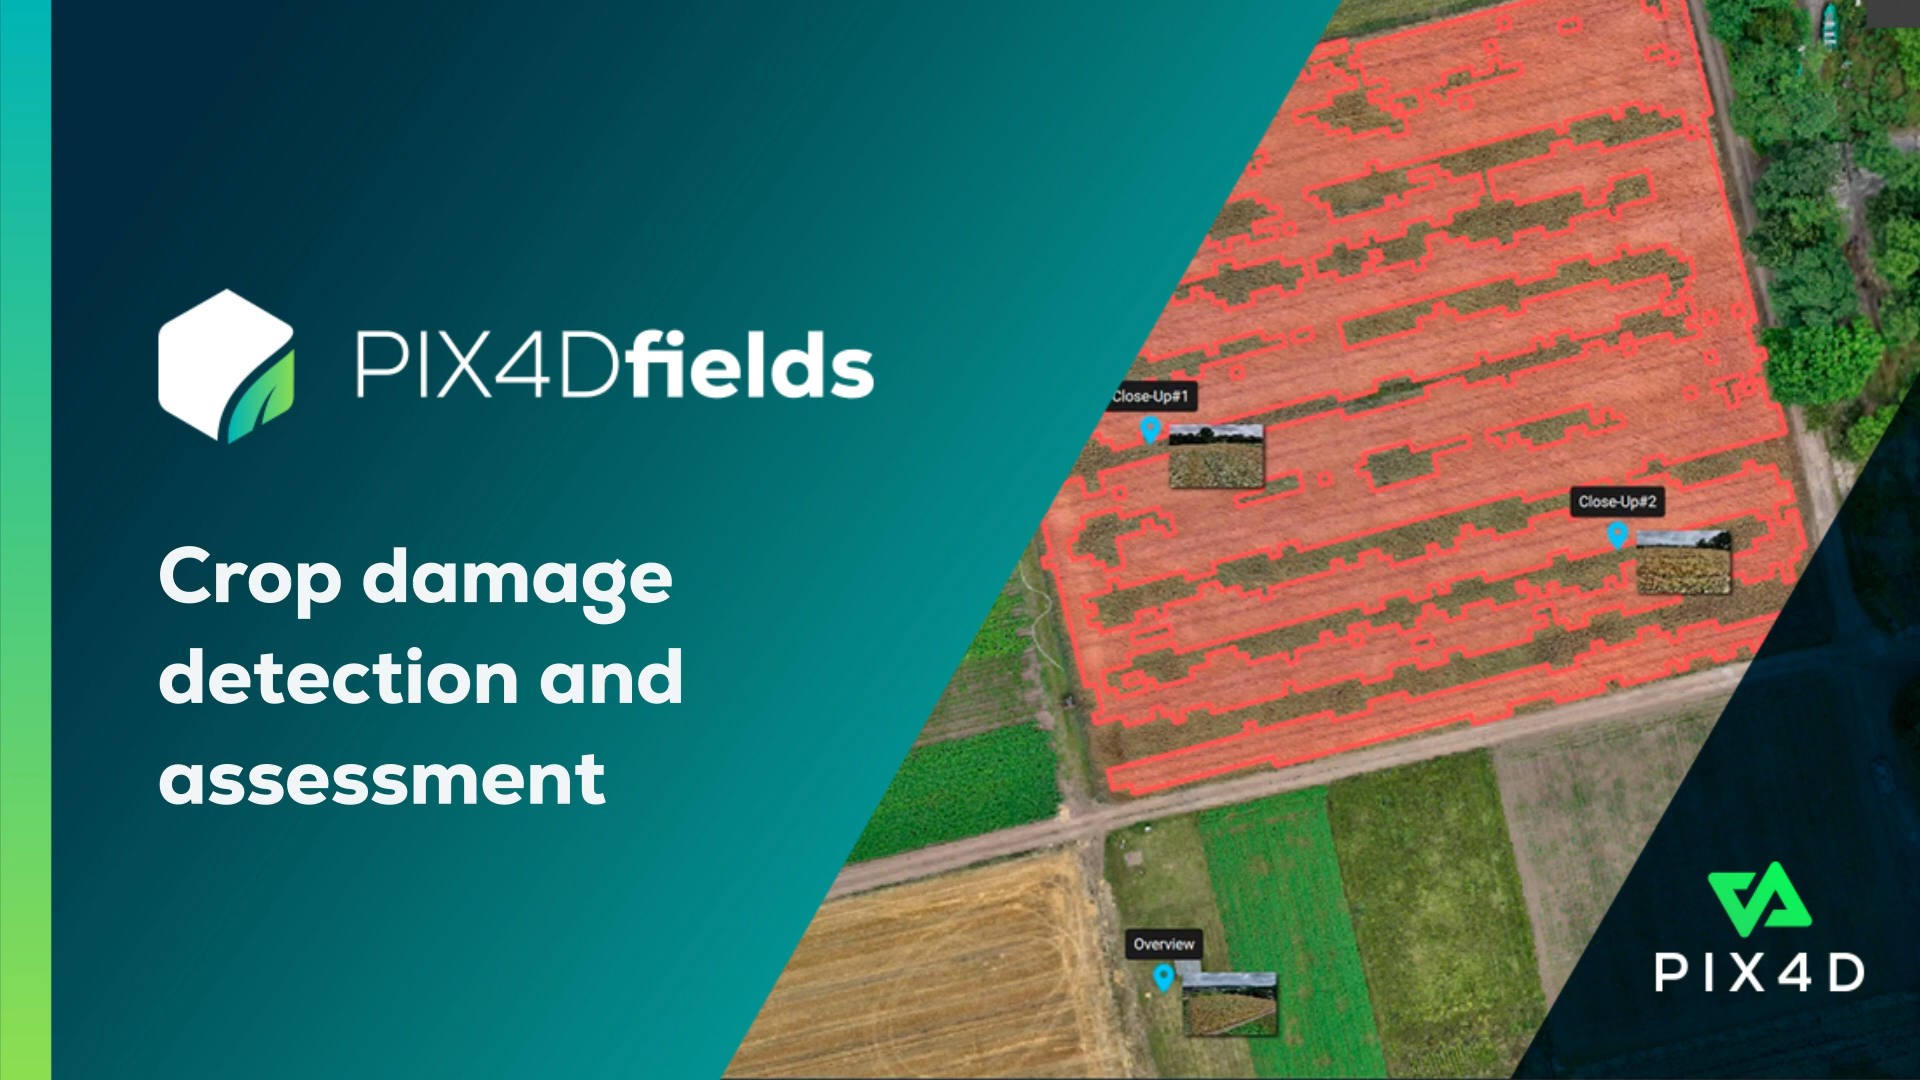 PIX4Dfields
Crop damage
detection and
assessment
Close-Up#1
Close-Up#2
Overview
PIX4D